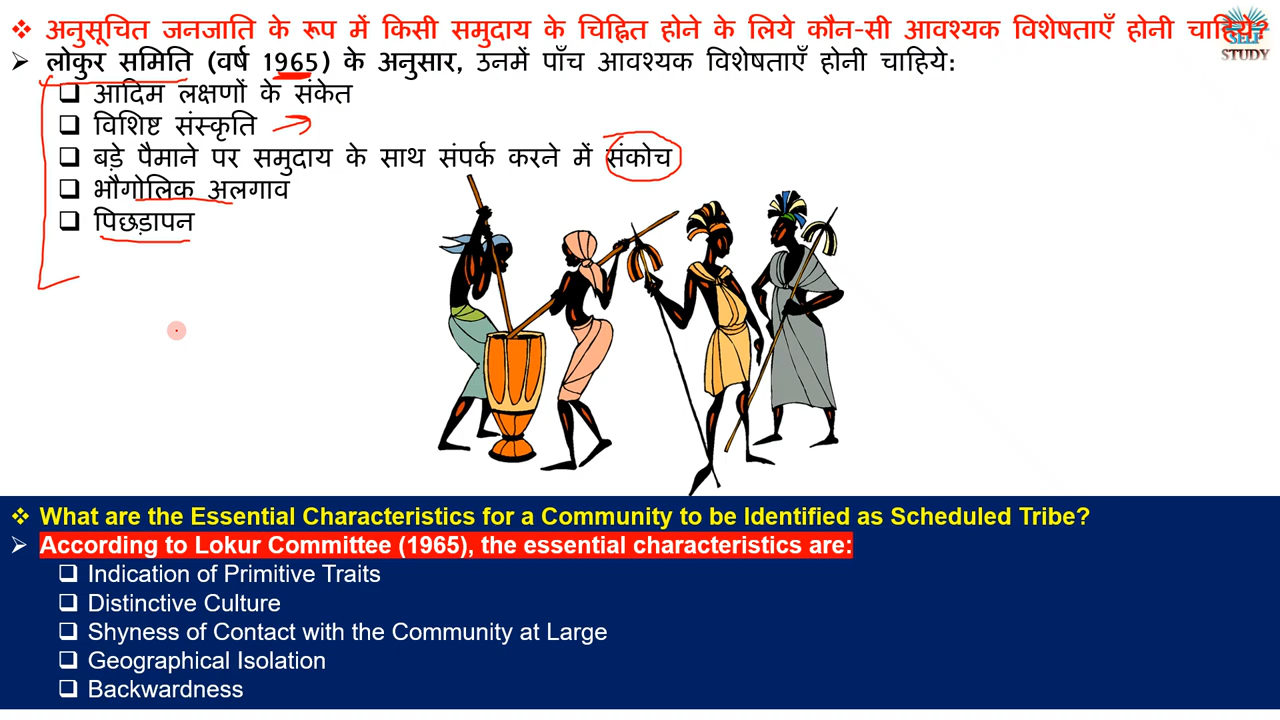 ❖ अनुसूचित जनजाति के रूप में किसी समुदाय के चिह्नित होने के लिये कौन-सी आवश्यक विशेषताएँ होनी चाहिये?
➢ लोकुर समिति (वर्ष 1965) के अनुसार, उनमें पाँच आवश्यक विशेषताएँ होनी चाहिये:
❑ आदिम लक्षणों के संकेत
❑ विशिष्ट संस्कृति
❑ बड़े पैमाने पर समुदाय के साथ संपर्क करने में संकोच
❑ भौगोलिक अलगाव
❑ पिछड़ापन
SELF
STUDY
❖ What are the Essential Characteristics for a Community to be Identified as Scheduled Tribe?
➢ According to Lokur Committee (1965), the essential characteristics are:
❑ Indication of Primitive Traits
❑ Distinctive Culture
❑ Shyness of Contact with the Community at Large
❑ Geographical Isolation
❑ Backwardness